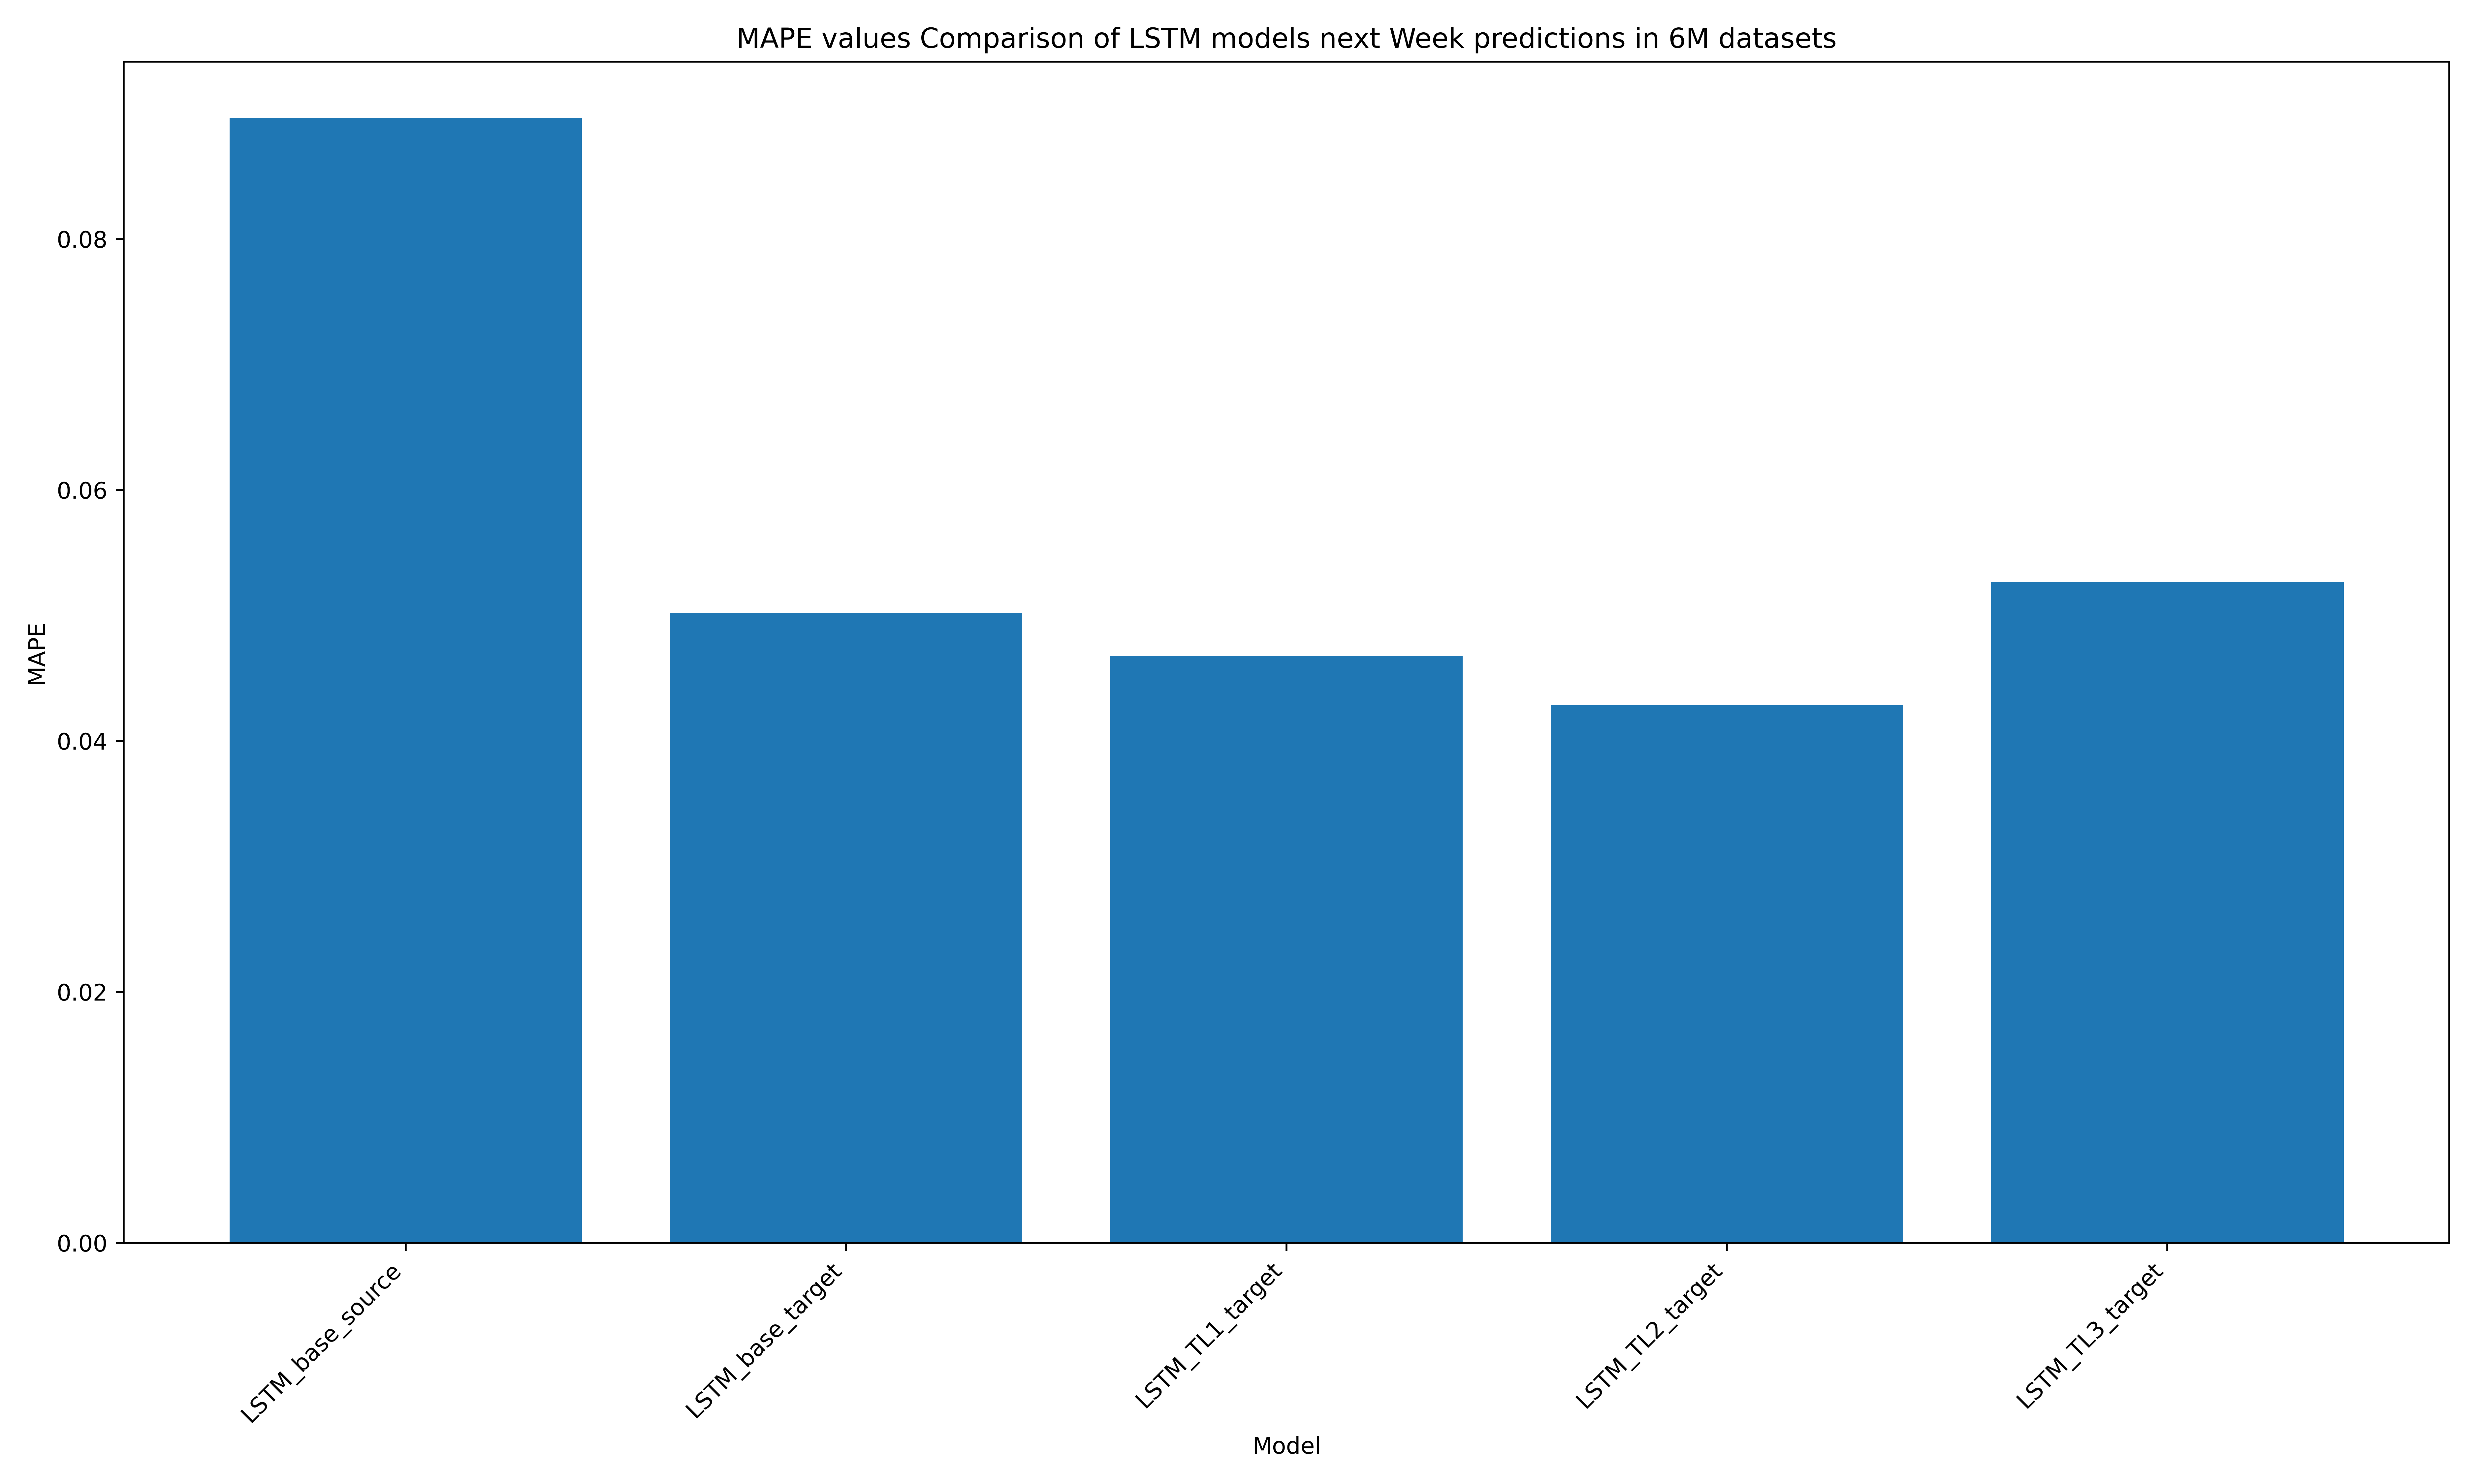 MAPE values Comparison of LSTM models next Week predictions in 6M datasets
MAPE
0.08
0.06
0.04
0.02
0.00
LSTM_base_source
LSTM_base_target
LSTM_TL1_target
LSTM_TL2_target
LSTM_TL3_target
Model